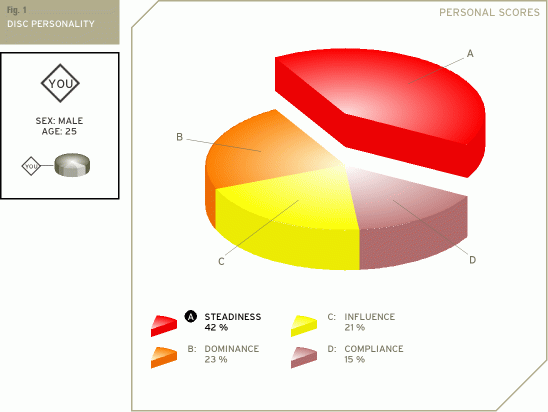 Fig. 1
DISC PERSONALITY
PERSONAL SCORES
YOU
SEX: MALE
AGE: 25
YOU
A
B
C
D
A STEADINESS
42 %
C: INFLUENCE
21 %
B: DOMINANCE
23 %
D: COMPLIANCE
15 %